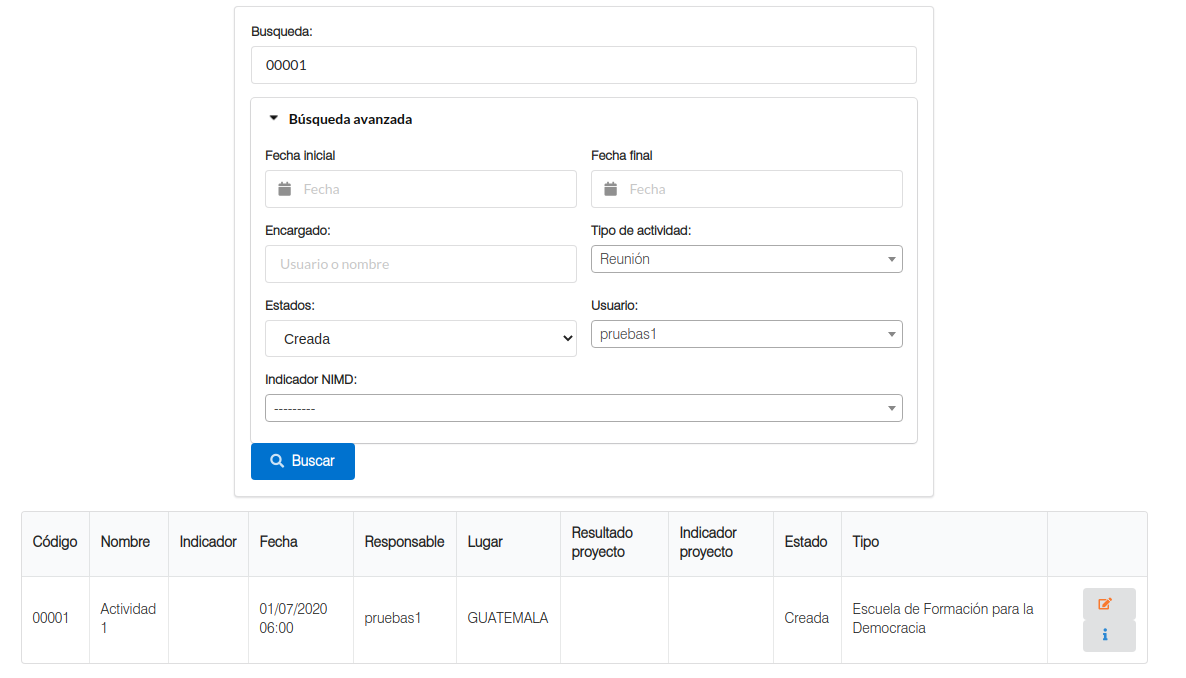 Busqueda:
00001
Búsqueda avanzada
Fecha inicial
Fecha final
Fecha
Fecha
Encargado:
Tipo de actividad:
Usuario o nombre
Reunión
Estados:
Usuario:
Creada
pruebas1
Indicador NIMD:
---------
Buscar
Código
Nombre
Indicador
Fecha
Responsable
Lugar
Resultado
proyecto
Indicador
proyecto
Estado
Tipo
00001
Actividad
1
01/07/2020
06:00
pruebas1
GUATEMALA
Creada
Escuela de Formación para la
Democracia